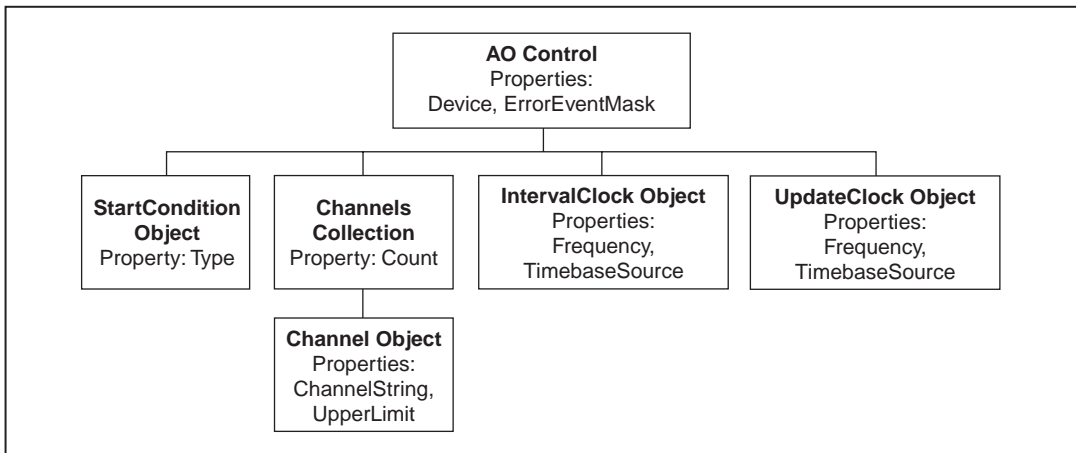 AO Control
Properties:
Device, ErrorEventMask
StartCondition
Object
Property: Type
Channels
Collection
Property: Count
IntervalClock Object
Properties:
Frequency,
TimebaseSource
UpdateClock Object
Properties:
Frequency,
TimebaseSource
Channel Object
Properties:
ChannelString,
UpperLimit